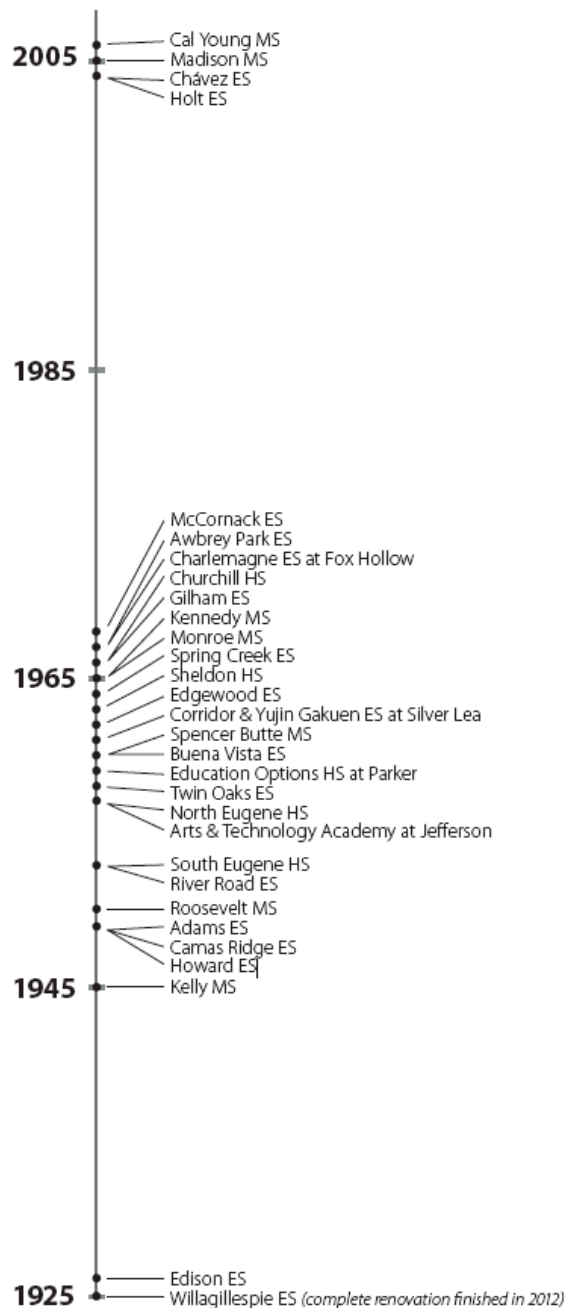 Cal Young MS
2005
Madison MS
Chávez ES
Holt ES
1985
McCornack ES
Awbrey Park ES
Charlemagne ES at Fox Hollow
Churchill HS
Gilham ES
Kennedy MS
Monroe MS
Spring Creek ES
1965
Sheldon HS
Edgewood ES
Corridor & Yujin Gakuen ES at Silver Lea
Spencer Butte MS
Buena Vista ES
Education Options HS at Parker
Twin Oaks ES
North Eugene HS
Arts & Technology Academy at Jefferson
South Eugene HS
River Road ES
Roosevelt MS
Adams ES
Camas Ridge ES
Howard ES
1945
Kelly MS
Edison ES
1925
Willagillespie ES (complete renovation finished in 2012)